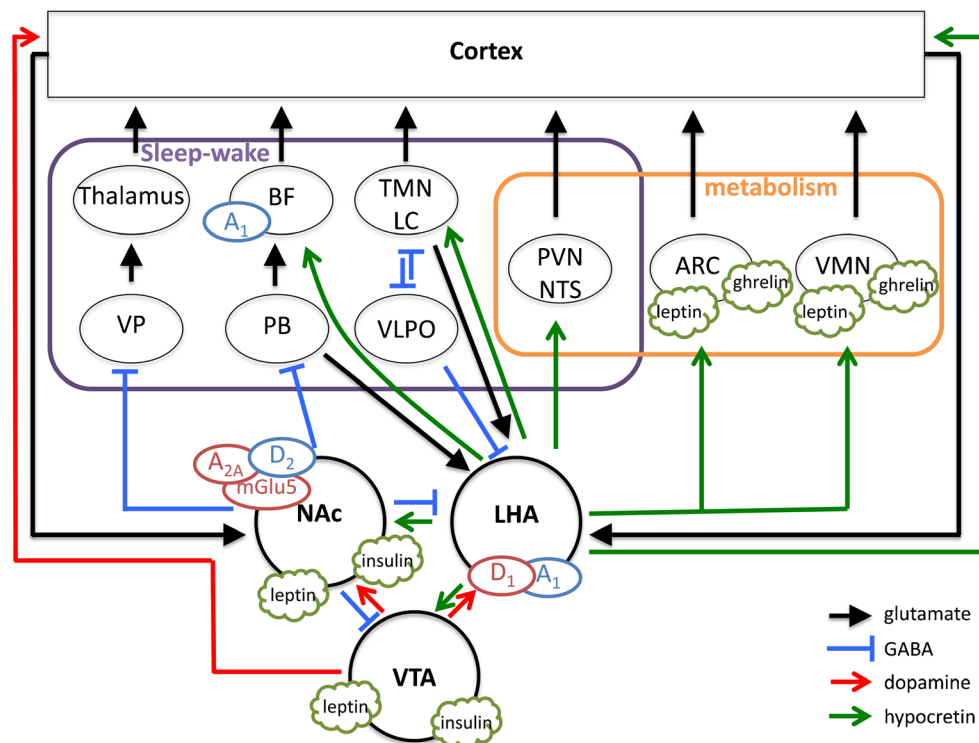 Cortex
Sleep-wake
metabolism
Thalamus
BF
A1
TMN
LC
PVN
NTS
ARC
leptin
ghrelin
VMN
leptin
ghrelin
VP
PB
VLPO
A2A
D2
mGlu5
NAc
leptin
insulin
LHA
D1
A1
VTA
leptin
insulin
glutamate
GABA
dopamine
hypocretin